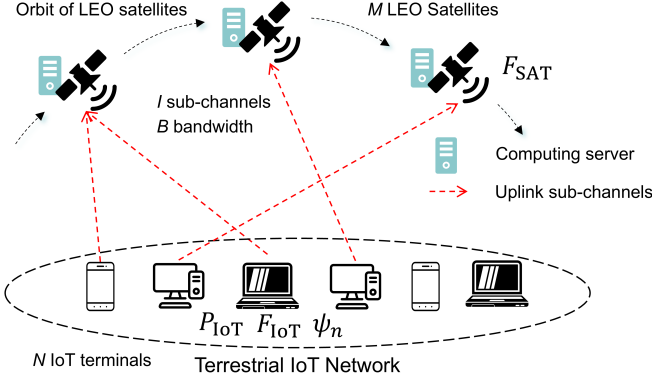 Orbit of LEO satellites
M LEO Satellites
F_SAT
I sub-channels
B bandwidth
Computing server
Uplink sub-channels
P_IoT F_IoT ψ_n
N IoT terminals
Terrestrial IoT Network